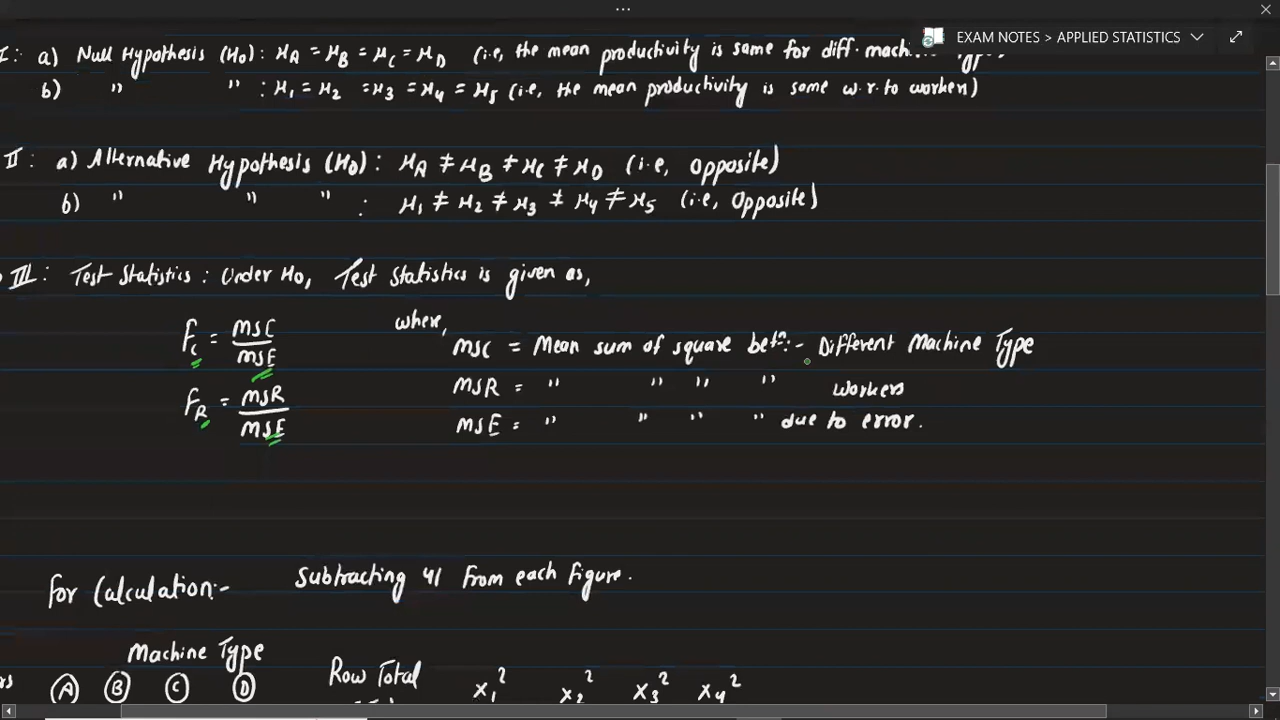 EXAM NOTES > APPLIED STATISTICS
I: a) Null Hypothesis (H0): μA = μB = μC = μD (i.e, the mean productivity is same for diff. machine
b) " " : μ1 = μ2 = μ3 = μ4 = μ5 (i.e, the mean productivity is same w.r.to worker)
II: a) Alternative Hypothesis (H0): μA ≠ μB ≠ μC ≠ μD (i.e, opposite)
b) " " " : μ1 ≠ μ2 ≠ μ3 ≠ μ4 ≠ μ5 (i.e, opposite)
III: Test Statistics: Under H0, Test statistics is given as,
FC = MSC/MSE where, MSC = Mean sum of square betn:- Different Machine Type
FR = MSR/MSE MSR = " " " " workers
MSE = " " " " due to error.
For Calculation:- Subtracting 41 from each figure.
Machine Type
(A) (B) (C) (D) Row Total x1² x2² x3² x4²